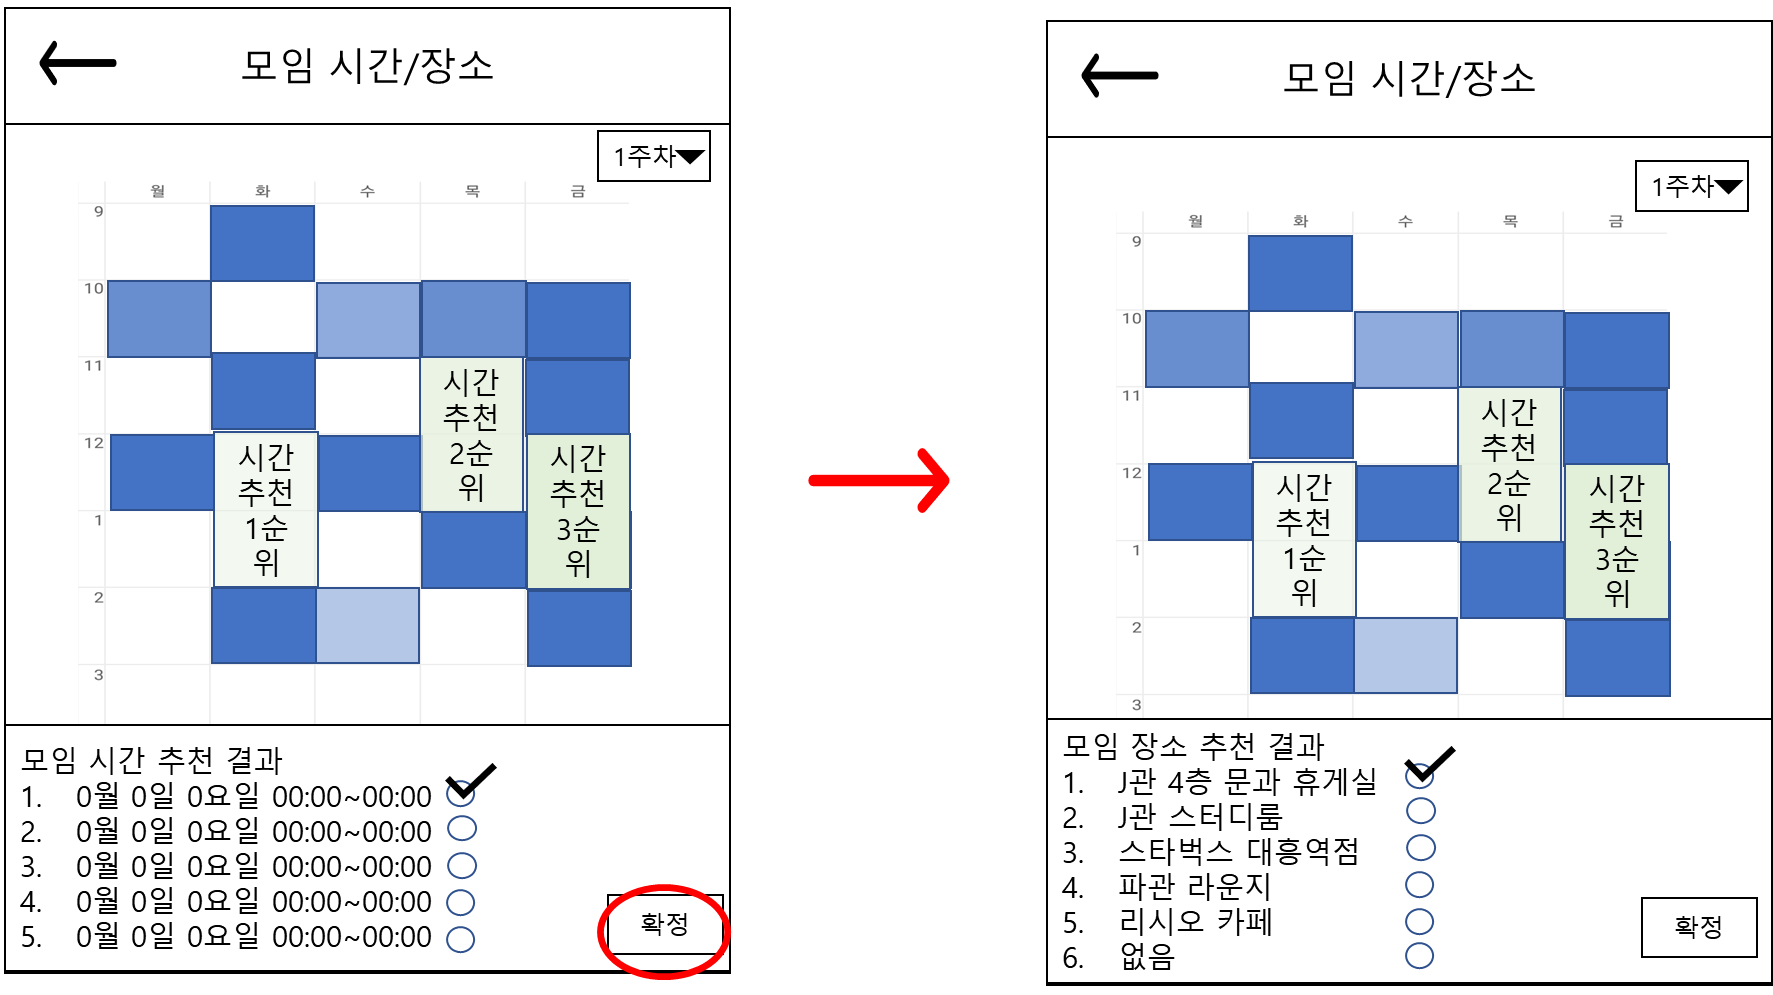 모임 시간/장소
1주차
월 화 수 목 금
9
10
11
12
1
2
3
시간
추천
1순
위
시간
추천
2순
위
시간
추천
3순
위
모임 시간 추천 결과
1. 0월 0일 0요일 00:00~00:00
2. 0월 0일 0요일 00:00~00:00
3. 0월 0일 0요일 00:00~00:00
4. 0월 0일 0요일 00:00~00:00
5. 0월 0일 0요일 00:00~00:00
확정
모임 시간/장소
1주차
월 화 수 목 금
9
10
11
12
1
2
3
시간
추천
1순
위
시간
추천
2순
위
시간
추천
3순
위
모임 장소 추천 결과
1. J관 4층 문과 휴게실
2. J관 스터디룸
3. 스타벅스 대흥역점
4. 파관 라운지
5. 리시오 카페
6. 없음
확정